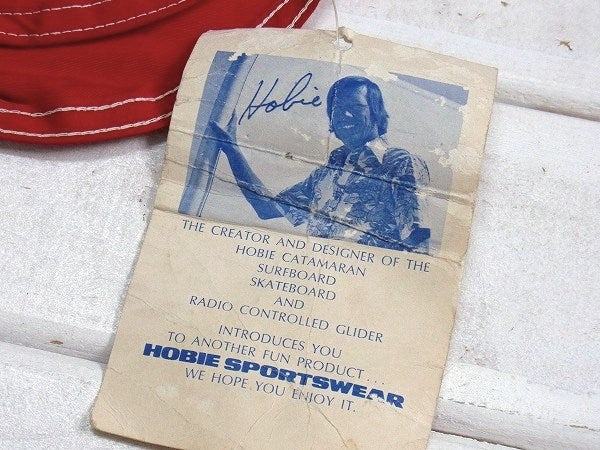 Hobie
THE CREATOR AND DESIGNER OF THE
HOBIE CATAMARAN
SURFBOARD
SKATEBOARD
AND
RADIO CONTROLLED GLIDER
INTRODUCES YOU
TO ANOTHER FUN PRODUCT...
HOBIE SPORTSWEAR
WE HOPE YOU ENJOY IT.